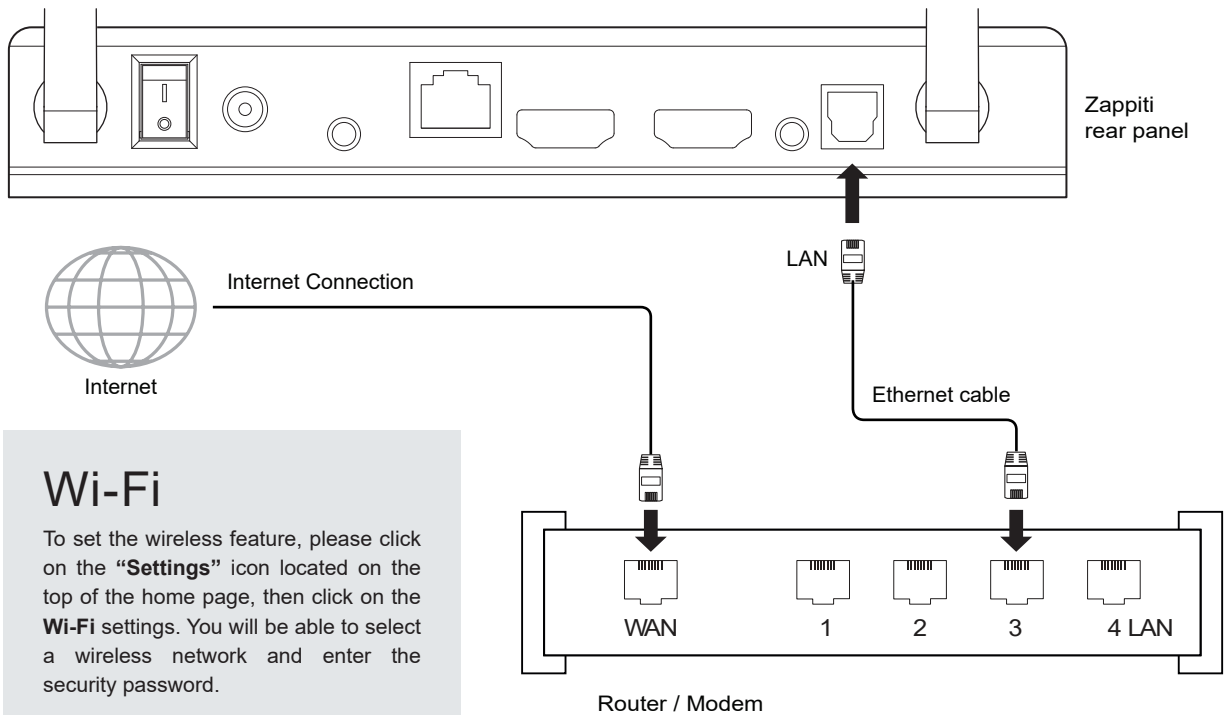 Zappiti
rear panel
LAN
Internet Connection
Internet
Ethernet cable
Wi-Fi
To set the wireless feature, please click
on the “Settings” icon located on the
top of the home page, then click on the
Wi-Fi settings. You will be able to select
a wireless network and enter the
security password.
WAN 1 2 3 4 LAN
Router / Modem